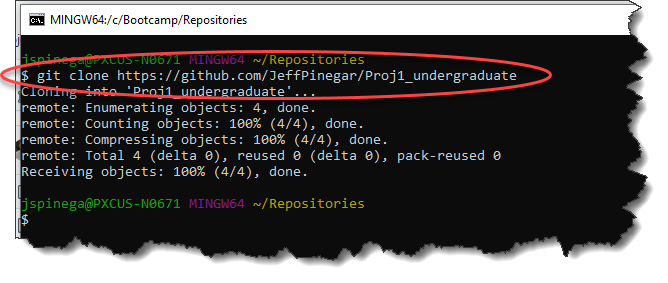 MINGW64:/c/Bootcamp/Repositories
jspinega@PXCUS-N0671 MINGW64 ~/Repositories
$ git clone https://github.com/JeffPinegar/Proj1_undergraduate
Cloning into 'Proj1_undergraduate'...
remote: Enumerating objects: 4, done.
remote: Counting objects: 100% (4/4), done.
remote: Compressing objects: 100% (4/4), done.
remote: Total 4 (delta 0), reused 0 (delta 0), pack-reused 0
Receiving objects: 100% (4/4), done.
jspinega@PXCUS-N0671 MINGW64 ~/Repositories
$